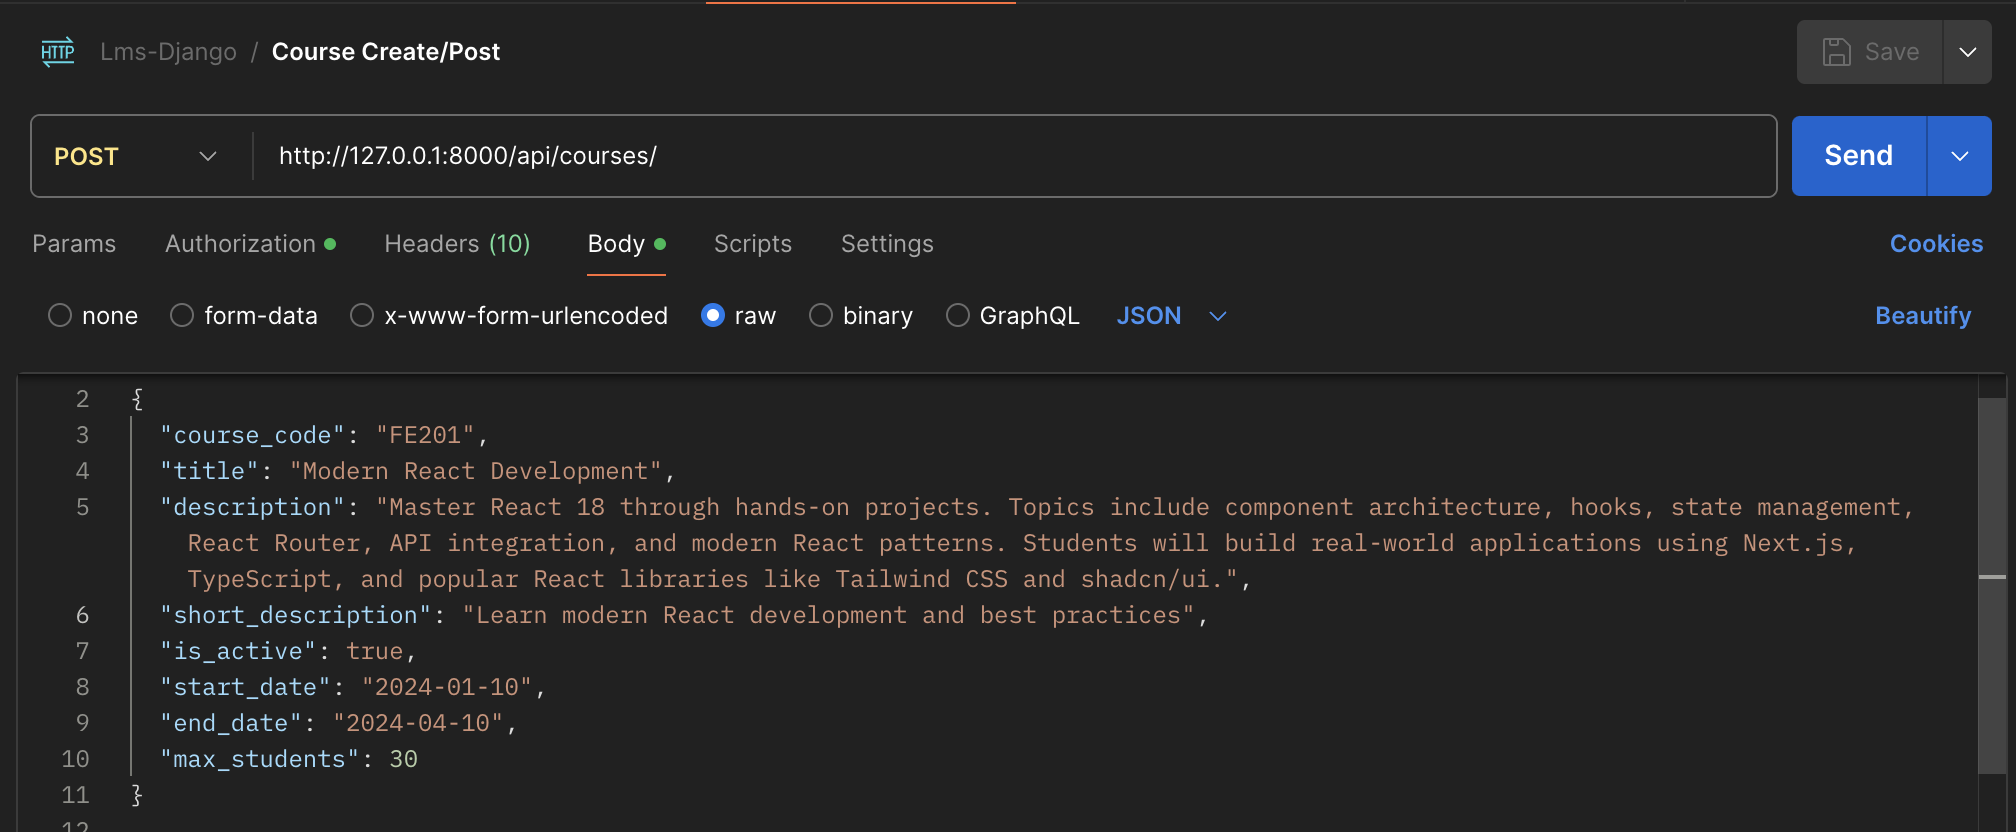 HTTP Lms-Django / Course Create/Post Save
POST http://127.0.0.1:8000/api/courses/ Send
Params Authorization Headers (10) Body Scripts Settings Cookies
none form-data x-www-form-urlencoded raw binary GraphQL JSON Beautify
2 {
3 "course_code": "FE201",
4 "title": "Modern React Development",
5 "description": "Master React 18 through hands-on projects. Topics include component architecture, hooks, state management,
React Router, API integration, and modern React patterns. Students will build real-world applications using Next.js,
TypeScript, and popular React libraries like Tailwind CSS and shadcn/ui.",
6 "short_description": "Learn modern React development and best practices",
7 "is_active": true,
8 "start_date": "2024-01-10",
9 "end_date": "2024-04-10",
10 "max_students": 30
11 }
12